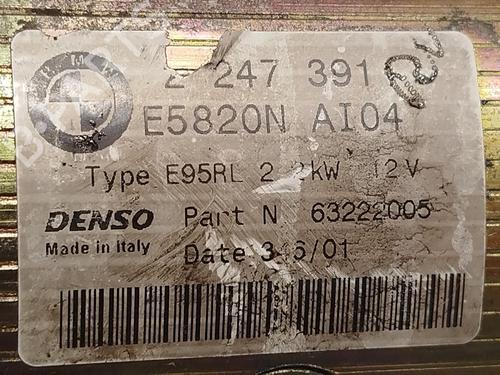 BMW
2 247 391
E5820N AI04
Type E95RL 2 2kW 12V
DENSO Part N 63222005
Made in Italy
Date 3 6/01